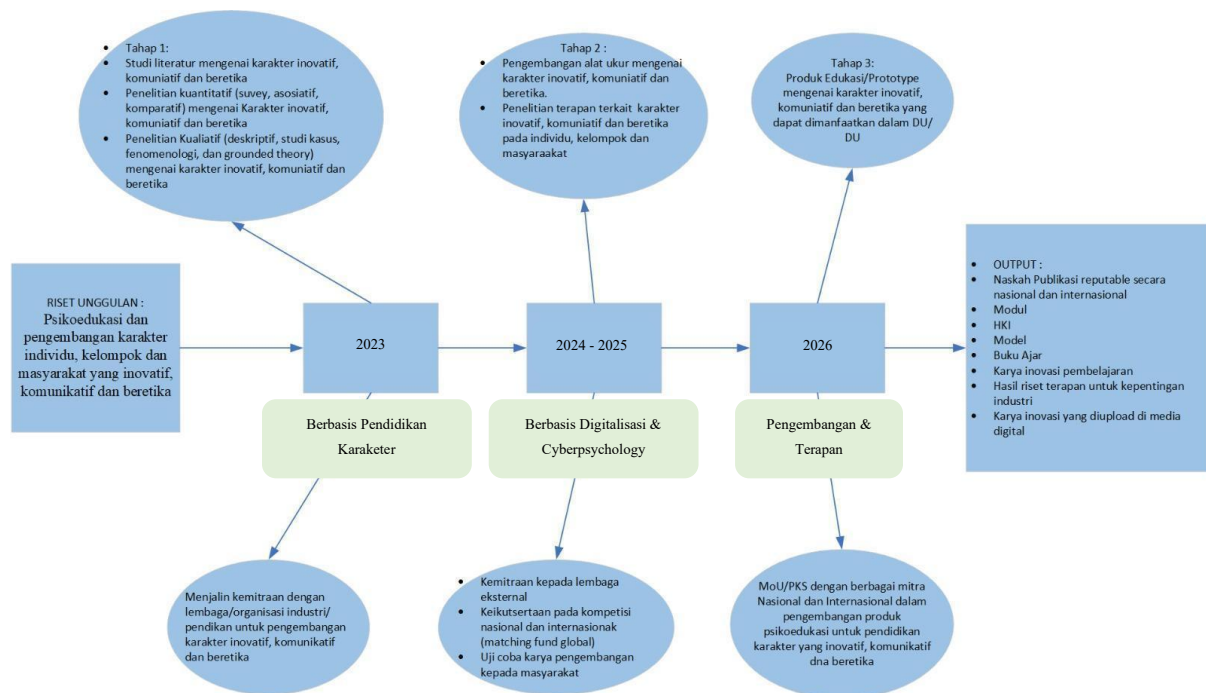 Tahap 1:
Studi literatur mengenai karakter inovatif,
komuniatif dan beretika
Penelitian kuantitatif (suvey, asosiatif,
komparatif) mengenai Karakter inovatif,
komuniatif dan beretika
Penelitian Kualiatif (deskriptif, studi kasus,
fenomenologi, dan grounded theory)
mengenai karakter inovatif, komuniatif dan
beretika
Tahap 2 :
Pengembangan alat ukur mengenai
karakter inovatif, komuniatif dan
beretika.
Penelitian terapan terkait karakter
inovatif, komuniatif dan beretika
pada individu, kelompok dan
masyaraakat
Tahap 3:
Produk Edukasi/Prototype
mengenai karakter inovatif,
komuniatif dan beretika yang
dapat dimanfaatkan dalam DU/
DU
RISET UNGGULAN :
Psikoedukasi dan
pengembangan karakter
individu, kelompok dan
masyarakat yang inovatif,
komunikatif dan beretika
2023
2024 - 2025
2026
OUTPUT :
Naskah Publikasi reputable secara
nasional dan internasional
Modul
HKI
Model
Buku Ajar
Karya inovasi pembelajaran
Hasil riset terapan untuk kepentingan
industri
Karya inovasi yang diupload di media
digital
Berbasis Pendidikan
Karaketer
Berbasis Digitalisasi &
Cyberpsychology
Pengembangan &
Terapan
Menjalin kemitraan dengan
lembaga/organisasi industri/
pendikan untuk pengembangan
karakter inovatif, komunikatif
dan beretika
Kemitraan kepada lembaga
eksternal
Keikutsertaan pada kompetisi
nasional dan internasionak
(matching fund global)
Uji coba karya pengembangan
kepada masyarakat
MoU/PKS dengan berbagai mitra
Nasional dan Internasional dalam
pengembangan produk
psikoedukasi untuk pendidikan
karakter yang inovatif, komunikatif
dna beretika